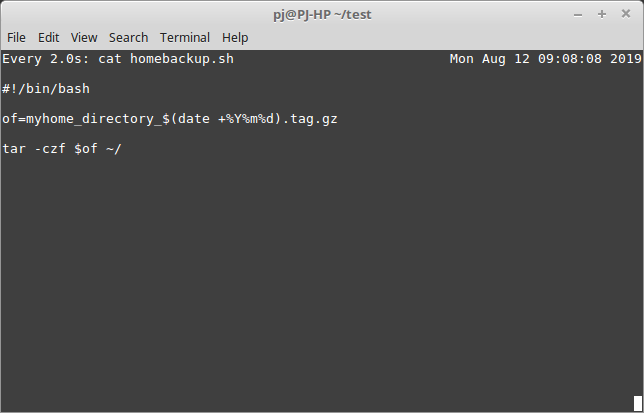 pj@PJ-HP ~/test
File Edit View Search Terminal Help
Every 2.0s: cat homebackup.sh Mon Aug 12 09:08:08 2019
#!/bin/bash
of=myhome_directory_$(date +%Y%m%d).tag.gz
tar -czf $of ~/